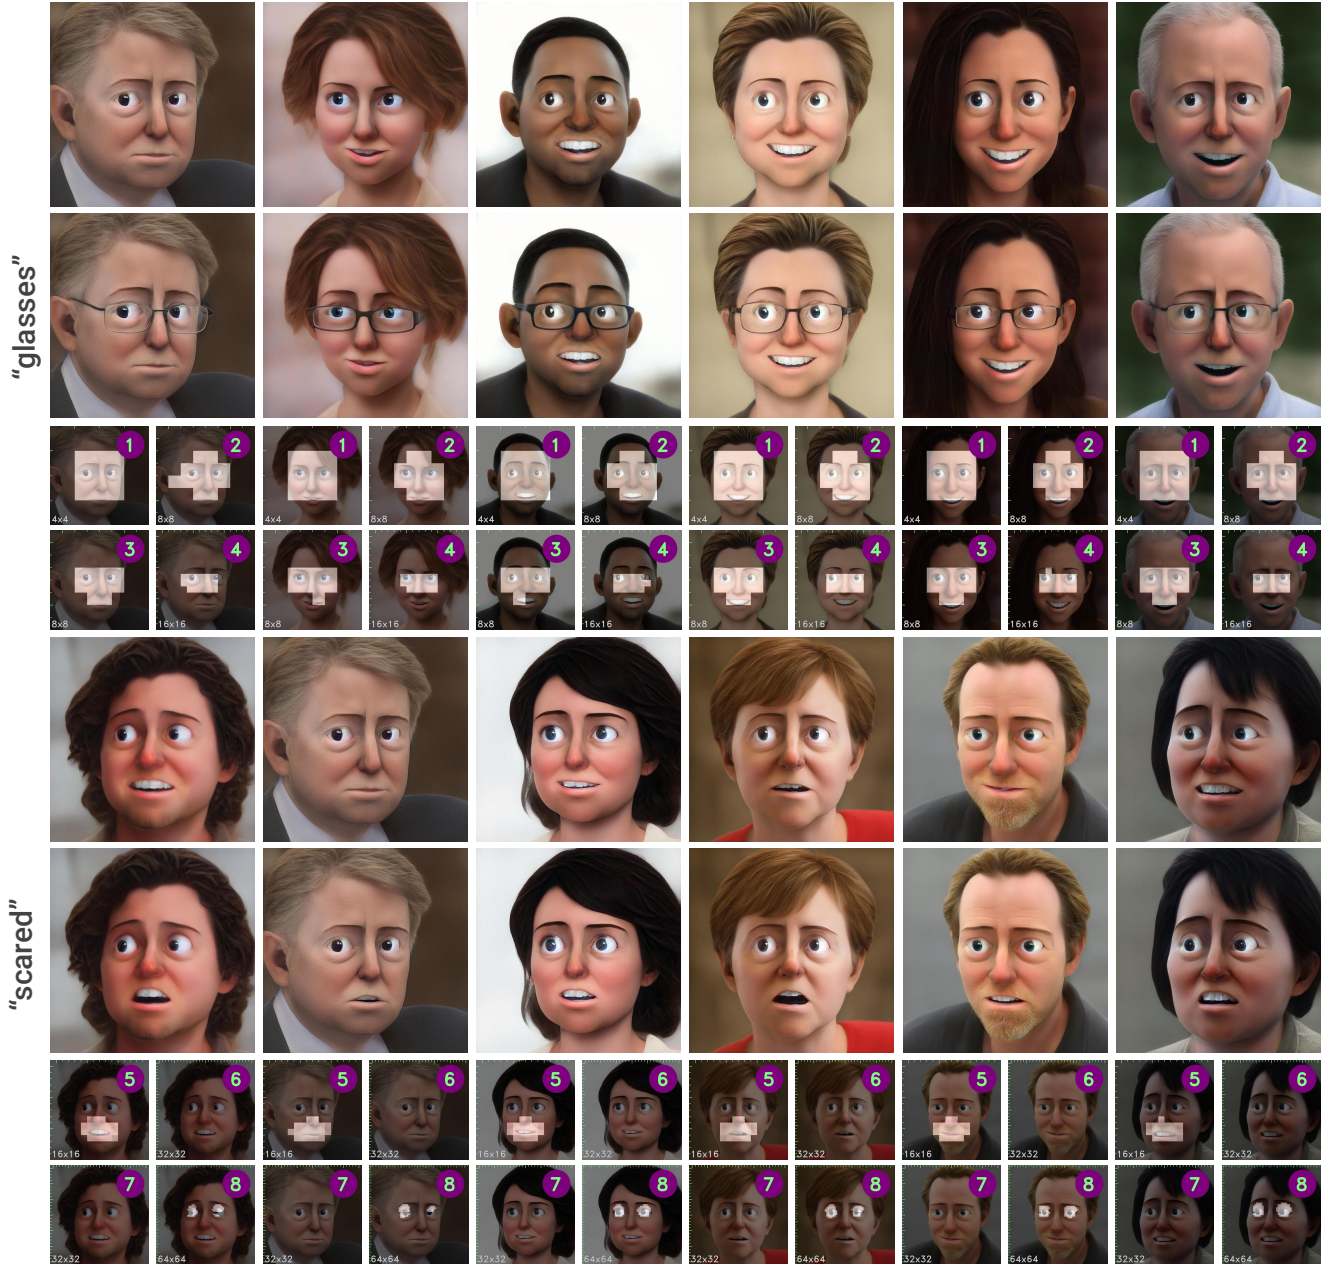 “glasses”
1 2 1 2 1 2 1 2 1 2 1 2
4x4 8x8 4x4 8x8 4x4 8x8 4x4 8x8 4x4 8x8 4x4 8x8
3 4 3 4 3 4 3 4 3 4 3 4
8x8 16x16 8x8 16x16 8x8 16x16 8x8 16x16 8x8 16x16 8x8 16x16
“scared”
5 6 5 6 5 6 5 6 5 6 5 6
16x16 32x32 16x16 32x32 16x16 32x32 16x16 32x32 16x16 32x32 16x16 32x32
7 8 7 8 7 8 7 8 7 8 7 8
32x32 64x64 32x32 64x64 32x32 64x64 32x32 64x64 32x32 64x64 32x32 64x64